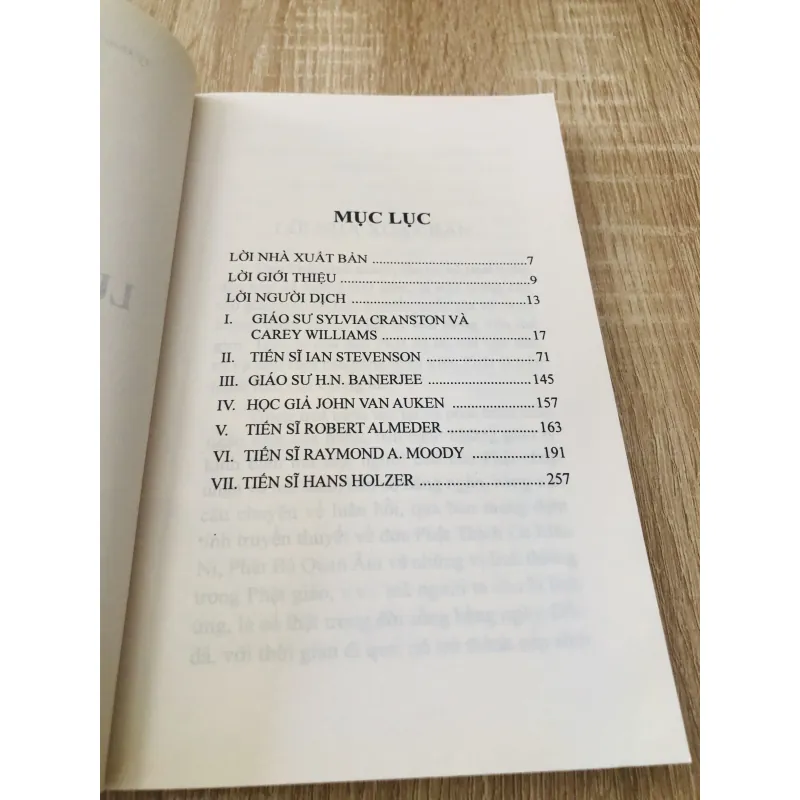 MỤC LỤC
LỜI NHÀ XUẤT BẢN ........ 7
LỜI GIỚI THIỆU ........ 9
LỜI NGƯỜI DỊCH ........ 13
I. GIÁO SƯ SYLVIA CRANSTON VÀ
CAREY WILLIAMS ........ 17
II. TIẾN SĨ IAN STEVENSON ........ 71
III. GIÁO SƯ H.N. BANERJEE ........ 145
IV. HỌC GIẢ JOHN VAN AUKEN ........ 157
V. TIẾN SĨ ROBERT ALMEDER ........ 163
VI. TIẾN SĨ RAYMOND A. MOODY ........ 191
VII. TIẾN SĨ HANS HOLZER ........ 257